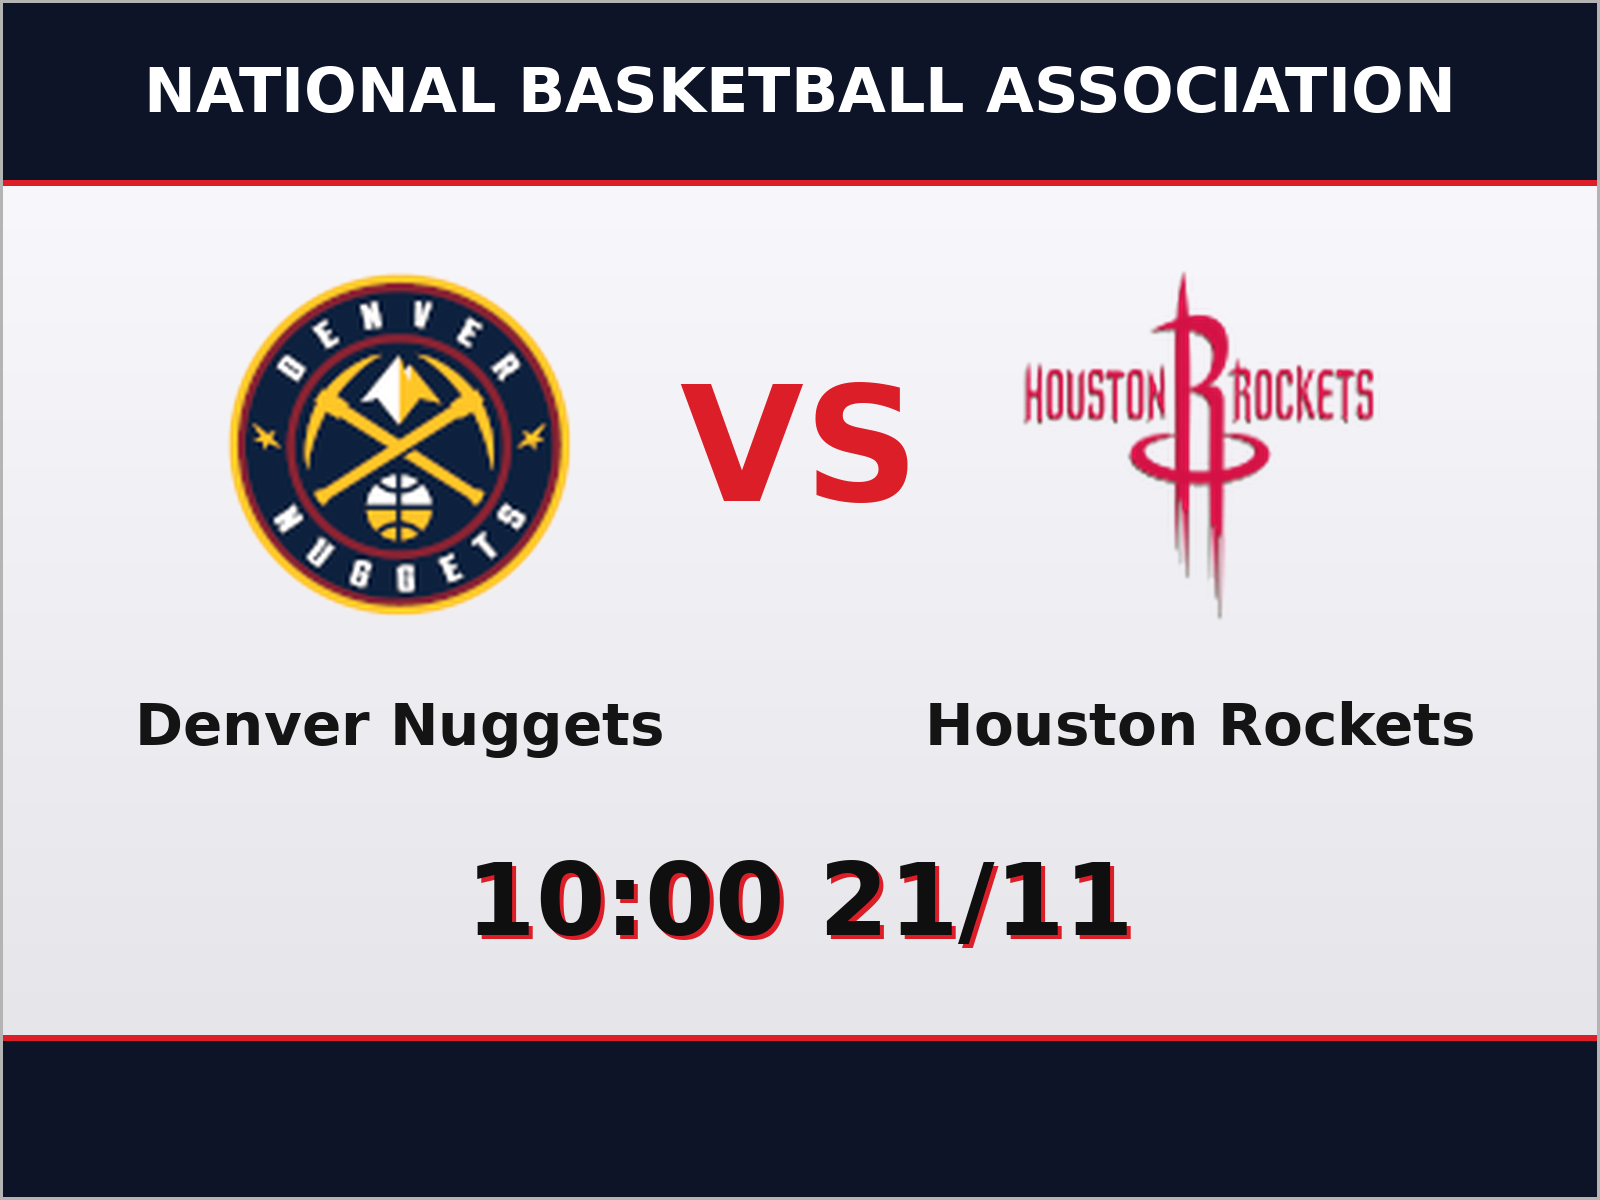 NATIONAL BASKETBALL ASSOCIATION
DENVER
NUGGETS
VS
HOUSTON ROCKETS
Denver Nuggets
Houston Rockets
10:00 21/11